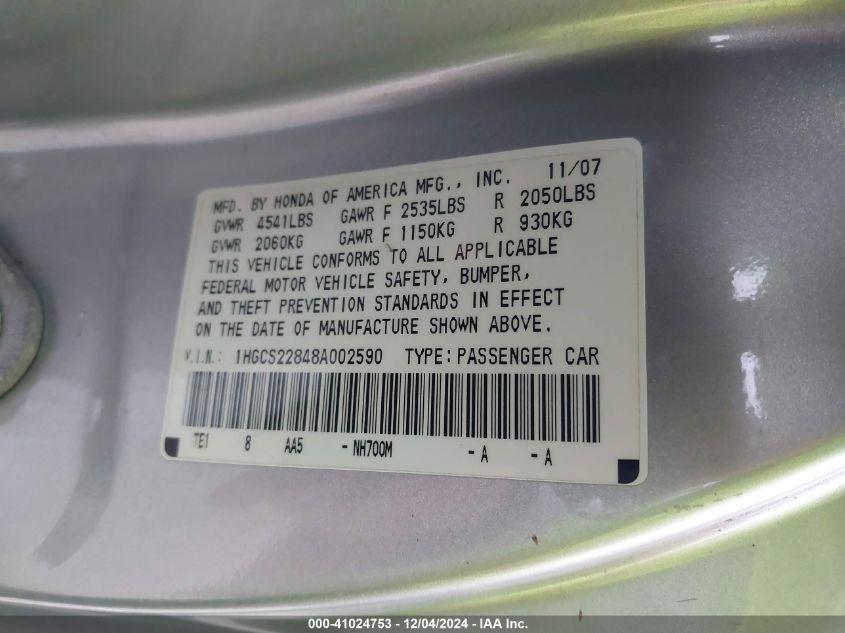 MFD. BY HONDA OF AMERICA MFG., INC. 11/07
GVWR 4541LBS GAWR F 2535LBS R 2050LBS
GVWR 2060KG GAWR F 1150KG R 930KG
THIS VEHICLE CONFORMS TO ALL APPLICABLE
FEDERAL MOTOR VEHICLE SAFETY, BUMPER,
AND THEFT PREVENTION STANDARDS IN EFFECT
ON THE DATE OF MANUFACTURE SHOWN ABOVE.
V.I.N.: 1HGCS22848A002590 TYPE: PASSENGER CAR
TE1 8 AA5 - NH700M - A - A
000-41024753 - 12/04/2024 - IAA Inc.